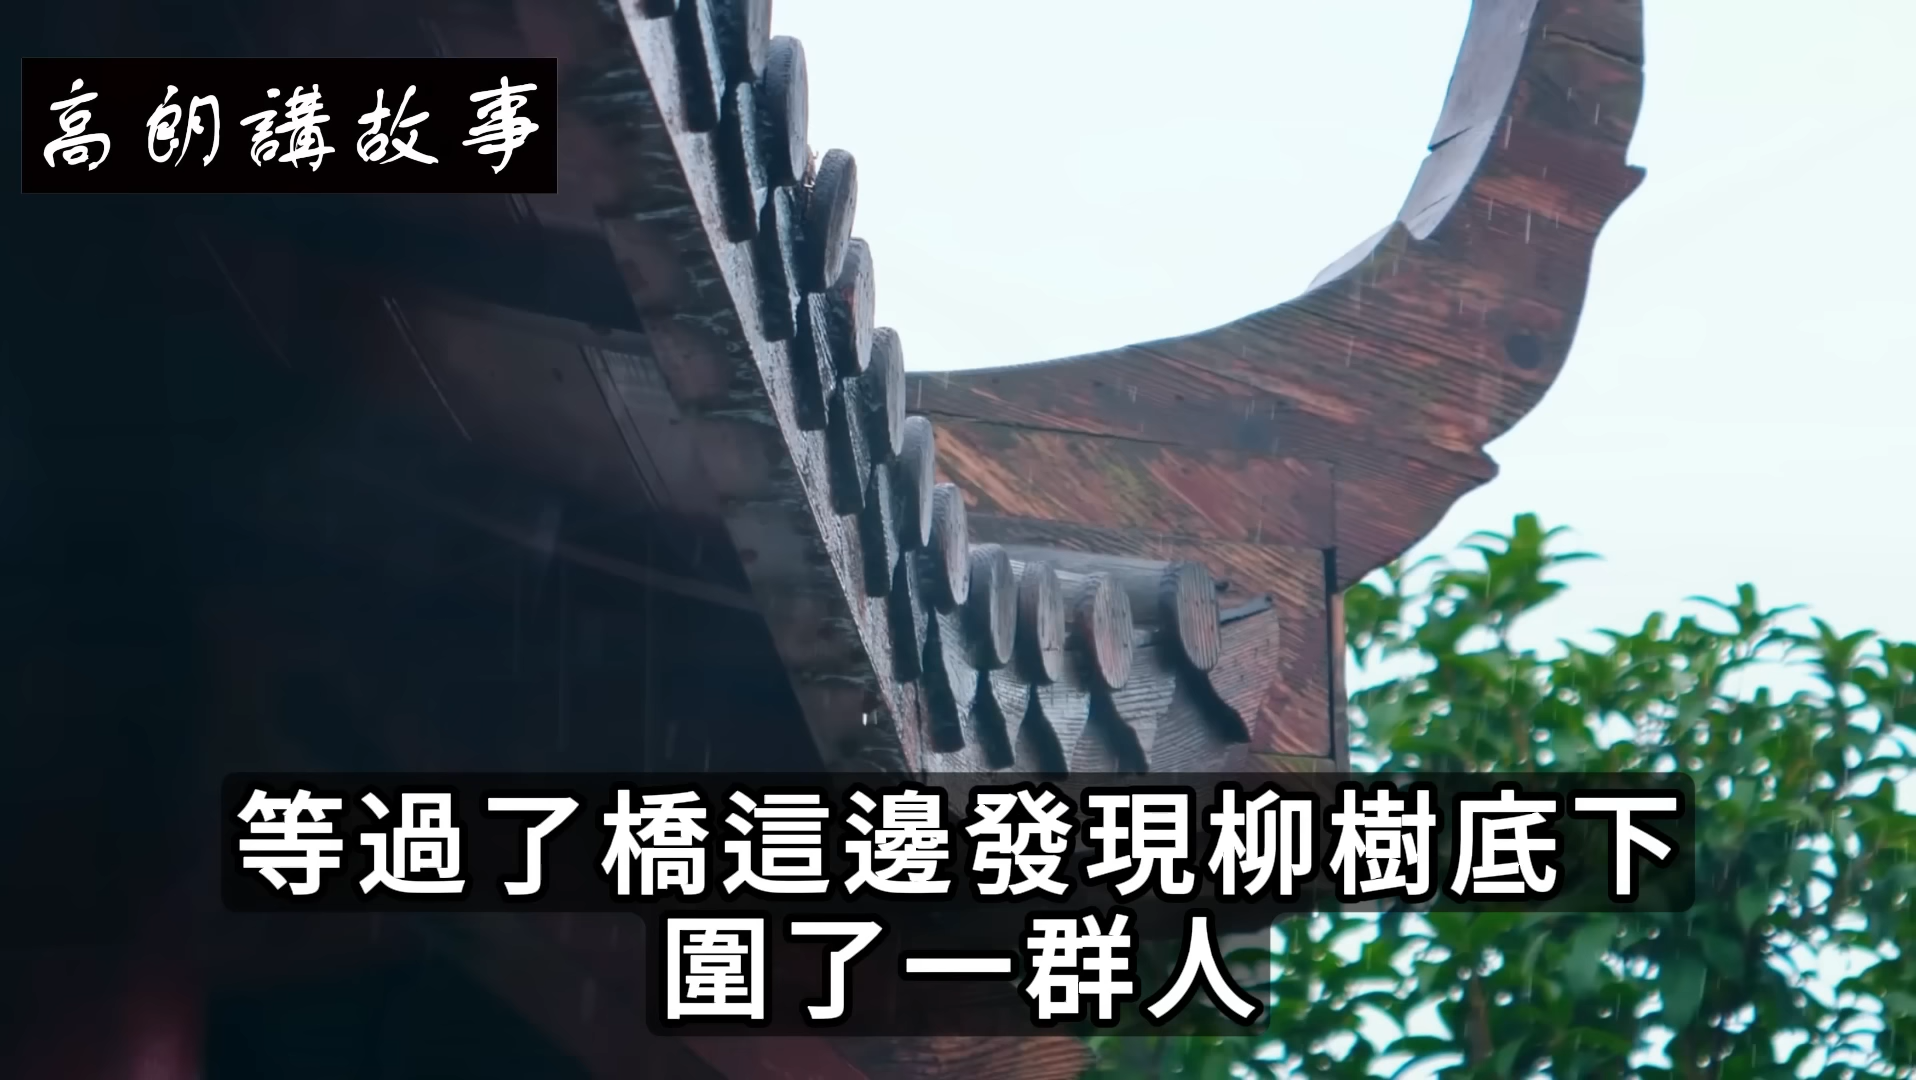 高朗講故事
等過了橋這邊發現柳樹底下
圍了一群人